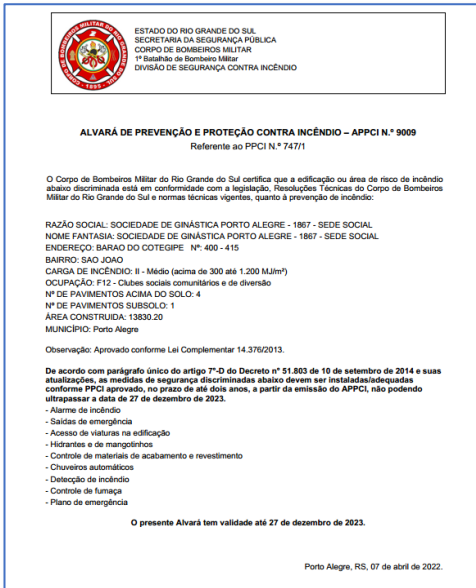 CORPO DE BOMBEIROS MILITAR DO RIO GRANDE DO SUL
1895
ESTADO DO RIO GRANDE DO SUL
SECRETARIA DA SEGURANÇA PÚBLICA
CORPO DE BOMBEIROS MILITAR
1º Batalhão de Bombeiro Militar
DIVISÃO DE SEGURANÇA CONTRA INCÊNDIO
ALVARÁ DE PREVENÇÃO E PROTEÇÃO CONTRA INCÊNDIO – APPCI N.º 9009
Referente ao PPCI N.º 747/1
O Corpo de Bombeiros Militar do Rio Grande do Sul certifica que a edificação ou área de risco de incêndio
abaixo discriminada está em conformidade com a legislação, Resoluções Técnicas do Corpo de Bombeiros
Militar do Rio Grande do Sul e normas técnicas vigentes, quanto à prevenção de incêndio:
RAZÃO SOCIAL: SOCIEDADE DE GINÁSTICA PORTO ALEGRE - 1867 - SEDE SOCIAL
NOME FANTASIA: SOCIEDADE DE GINÁSTICA PORTO ALEGRE - 1867 - SEDE SOCIAL
ENDEREÇO: BARAO DO COTEGIPE Nº: 400 - 415
BAIRRO: SAO JOAO
CARGA DE INCÊNDIO: II - Médio (acima de 300 até 1.200 MJ/m²)
OCUPAÇÃO: F12 - Clubes sociais comunitários e de diversão
Nº DE PAVIMENTOS ACIMA DO SOLO: 4
Nº DE PAVIMENTOS SUBSOLO: 1
ÁREA CONSTRUIDA: 13830.20
MUNICÍPIO: Porto Alegre
Observação: Aprovado conforme Lei Complementar 14.376/2013.
De acordo com parágrafo único do artigo 7º-D do Decreto nº 51.803 de 10 de setembro de 2014 e suas
atualizações, as medidas de segurança discriminadas abaixo devem ser instaladas/adequadas
conforme PPCI aprovado, no prazo de até dois anos, a partir da emissão do APPCI, não podendo
ultrapassar a data de 27 de dezembro de 2023.
- Alarme de incêndio
- Saídas de emergência
- Acesso de viaturas na edificação
- Hidrantes e de mangotinhos
- Controle de materiais de acabamento e revestimento
- Chuveiros automáticos
- Detecção de incêndio
- Controle de fumaça
- Plano de emergência
O presente Alvará tem validade até 27 de dezembro de 2023.
Porto Alegre, RS, 07 de abril de 2022.